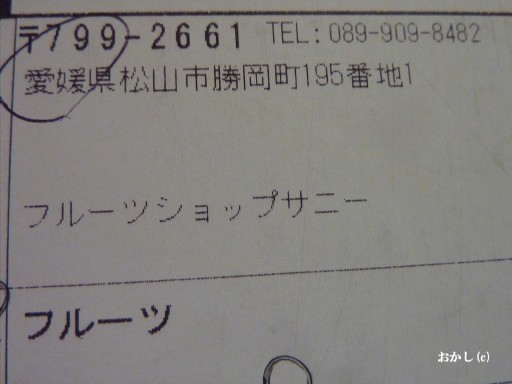 〒799-2661 TEL:089-909-8482
愛媛県松山市勝岡町195番地1
フルーツショップサニー
フルーツ
おかし(c)